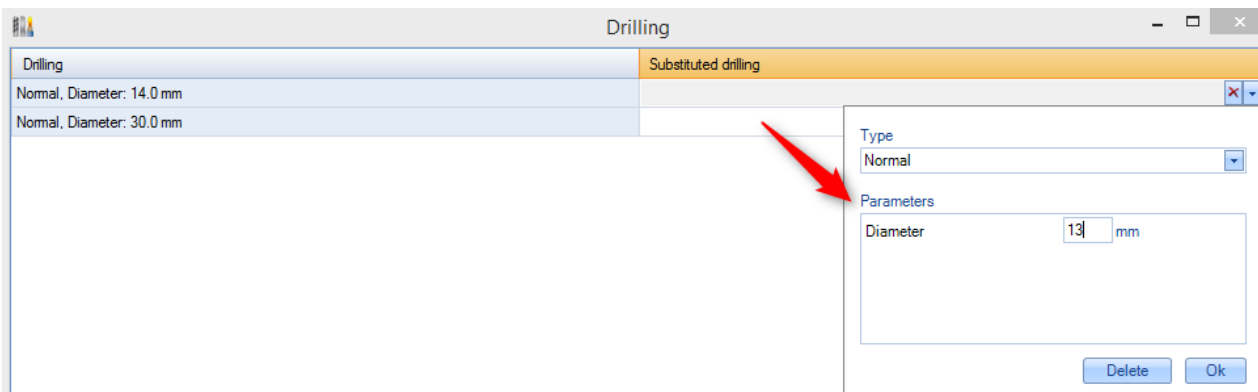 Drilling
Drilling Substituted drilling
Normal, Diameter: 14.0 mm
Normal, Diameter: 30.0 mm
Type
Normal
Parameters
Diameter 13 mm
Delete Ok